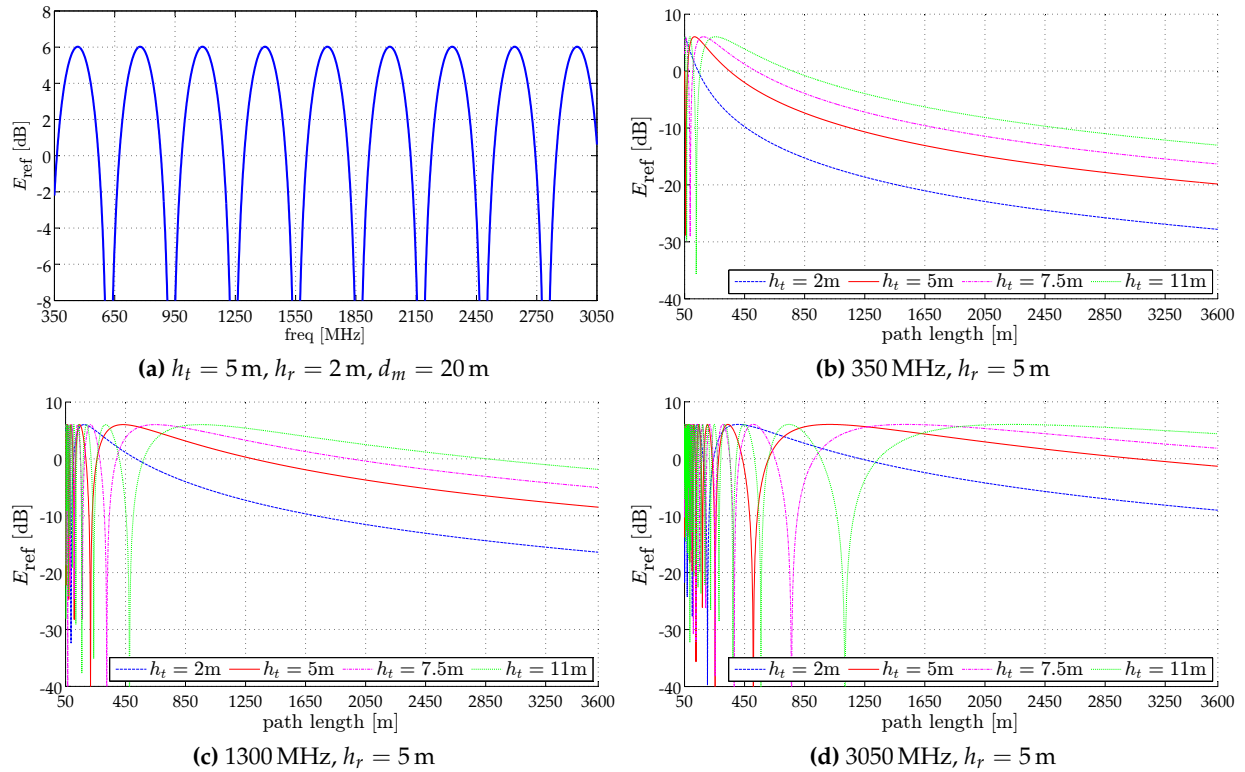 8
6
4
2
0
-2
-4
-6
-8
E_ref [dB]
350 650 950 1250 1550 1850 2150 2450 2750 3050
freq [MHz]
(a) h_t = 5 m, h_r = 2 m, d_m = 20 m
10
0
-10
-20
-30
-40
E_ref [dB]
h_t = 2m h_t = 5m h_t = 7.5m h_t = 11m
50 450 850 1250 1650 2050 2450 2850 3250 3600
path length [m]
(b) 350 MHz, h_r = 5 m
10
0
-10
-20
-30
-40
E_ref [dB]
h_t = 2m h_t = 5m h_t = 7.5m h_t = 11m
50 450 850 1250 1650 2050 2450 2850 3250 3600
path length [m]
(c) 1300 MHz, h_r = 5 m
10
0
-10
-20
-30
-40
E_ref [dB]
h_t = 2m h_t = 5m h_t = 7.5m h_t = 11m
50 450 850 1250 1650 2050 2450 2850 3250 3600
path length [m]
(d) 3050 MHz, h_r = 5 m